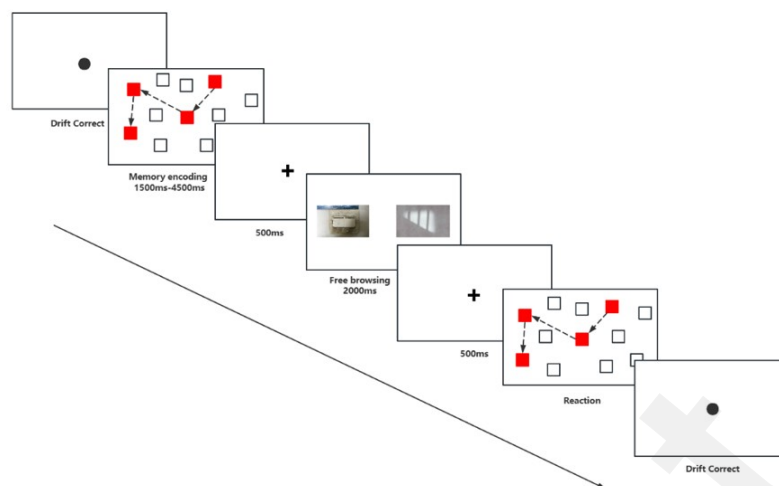 Drift Correct
Memory encoding
1500ms-4500ms
500ms
Free browsing
2000ms
500ms
Reaction
Drift Correct